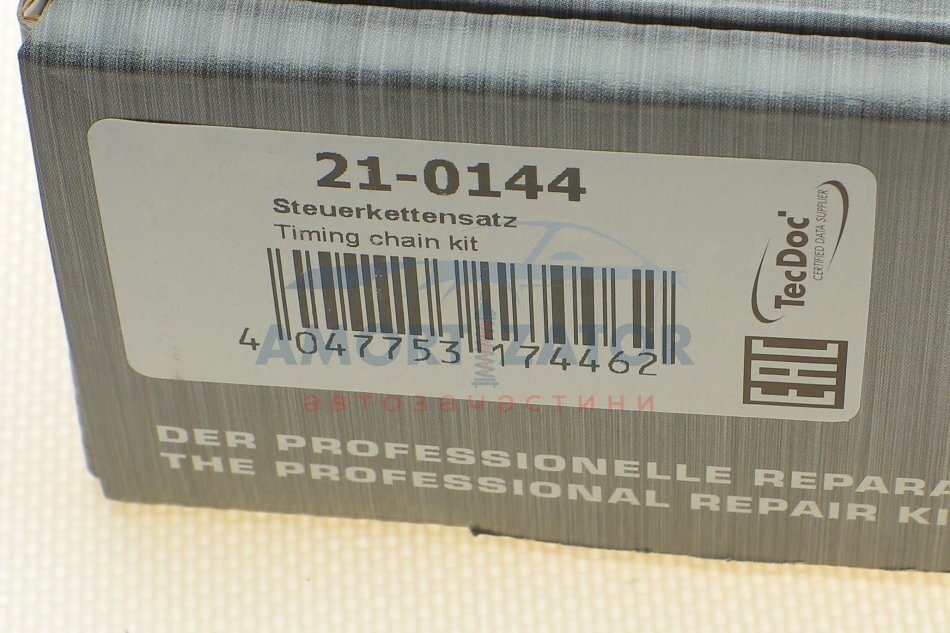 21-0144
Steuerkettensatz
Timing chain kit
4 047753 174462
TecDoc
CERTIFIED DATA SUPPLIER
EAC
AMORTIZATOR
автозапчастини
DER PROFESSIONELLE REPARA
THE PROFESSIONAL REPAIR KI